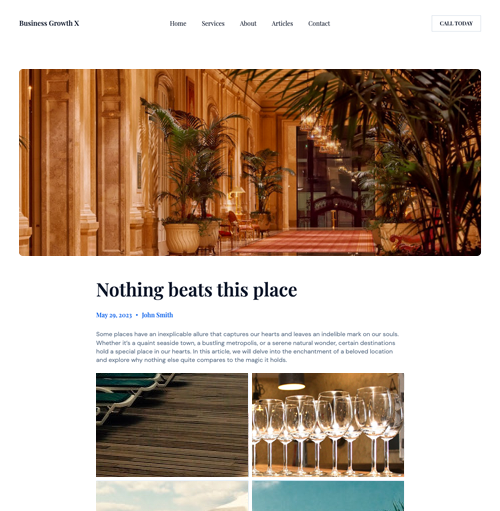 Business Growth X
Home
Services
About
Articles
Contact
CALL TODAY
Nothing beats this place
May 29, 2023 • John Smith
Some places have an inexplicable allure that captures our hearts and leaves an indelible mark on our souls.
Whether it's a quaint seaside town, a bustling metropolis, or a serene natural wonder, certain destinations
hold a special place in our hearts. In this article, we will delve into the enchantment of a beloved location
and explore why nothing else quite compares to the magic it holds.